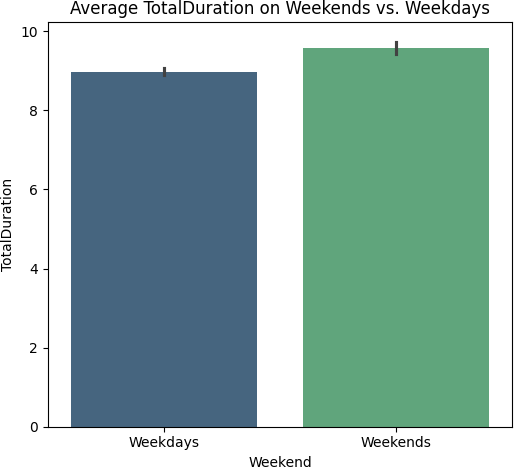 Average TotalDuration on Weekends vs. Weekdays
10
8
6
4
2
0
TotalDuration
Weekdays
Weekends
Weekend